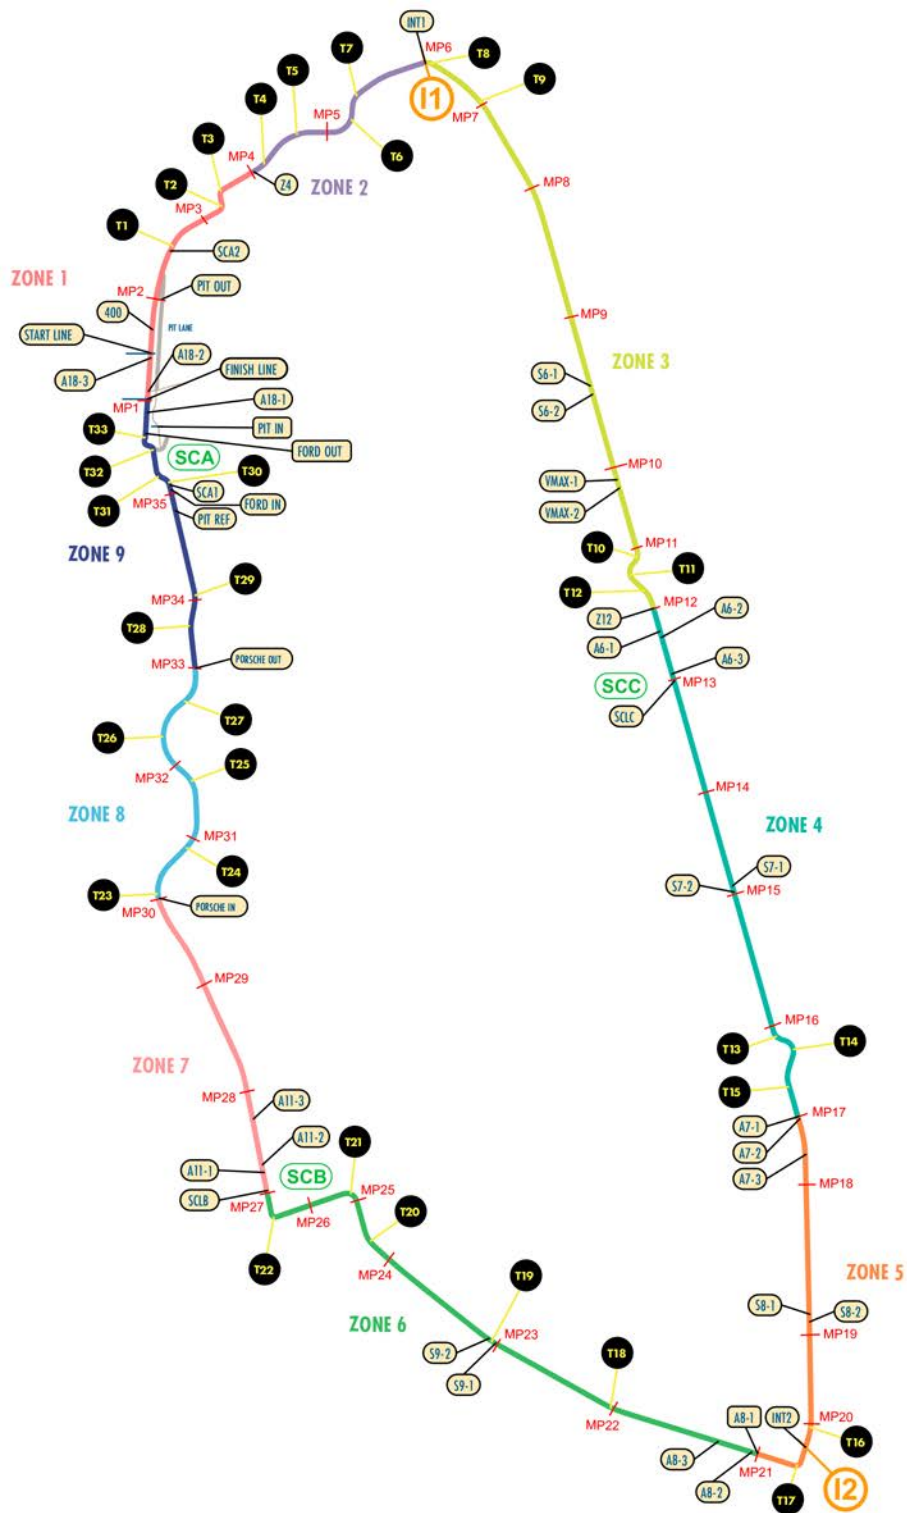 INT1
MP6
T8
T7
T5
I1
T9
T4
MP7
MP5
T3
T6
MP4
T2
Z4
ZONE 2
MP8
MP3
T1
SCA2
ZONE 1
PIT OUT
MP2
400
MP9
START LINE
PIT LANE
A18-2
ZONE 3
FINISH LINE
S6-1
A18-3
A18-1
MP1
S6-2
T33
PIT IN
FORD OUT
SCA
T32
T30
MP10
VMAX-1
SCA1
T31
MP35
FORD IN
VMAX-2
PIT REF
ZONE 9
T10
MP11
T11
T29
T12
MP34
MP12
A6-2
Z12
T28
A6-1
PORSCHE OUT
A6-3
MP33
MP13
SCC
SCLC
T27
T26
T25
MP32
MP14
ZONE 8
ZONE 4
MP31
S7-1
T24
S7-2
T23
MP15
MP30
PORSCHE IN
MP29
MP16
T13
T14
ZONE 7
T15
MP28
A11-3
MP17
A7-1
A11-2
T21
A7-2
A11-1
SCB
A7-3
MP18
SCLB
MP27
MP25
MP26
T20
T22
MP24
T19
ZONE 5
S8-1
S8-2
ZONE 6
MP23
MP19
S9-2
T18
S9-1
A8-1
INT2
MP20
MP22
T16
A8-3
MP21
A8-2
I2
T17